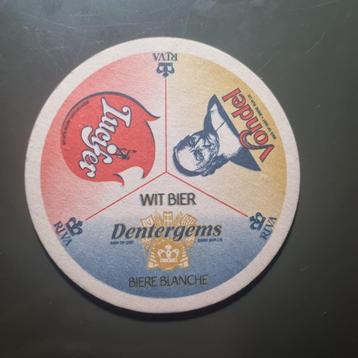 RIVA
Lucifer
Vondel
WIT BIER
Dentergems
RIVA
RIVA
BIERE BLANCHE